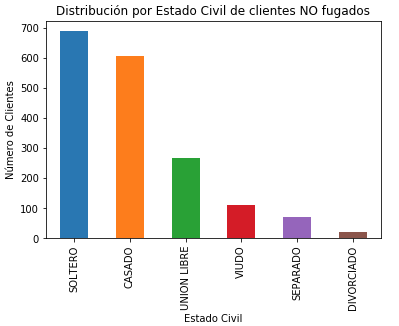 Distribución por Estado Civil de clientes NO fugados
Número de Clientes
700
600
500
400
300
200
100
0
SOLTERO
CASADO
UNION LIBRE
VIUDO
SEPARADO
DIVORCIADO
Estado Civil